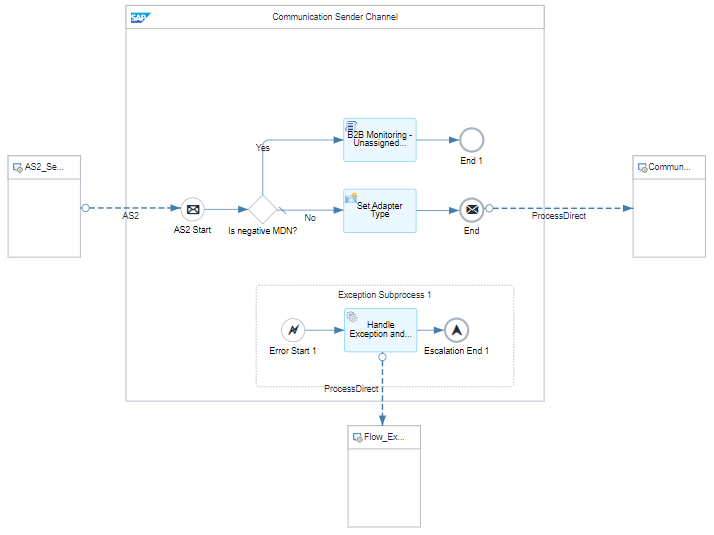 SAP
Communication Sender Channel
Yes
B2B Monitoring -
Unassigned...
End 1
AS2_Se...
Commun...
AS2
AS2 Start
Is negative MDN?
No
Set Adapter
Type
End
ProcessDirect
Exception Subprocess 1
Error Start 1
Handle
Exception and...
Escalation End 1
ProcessDirect
Flow_Ex...